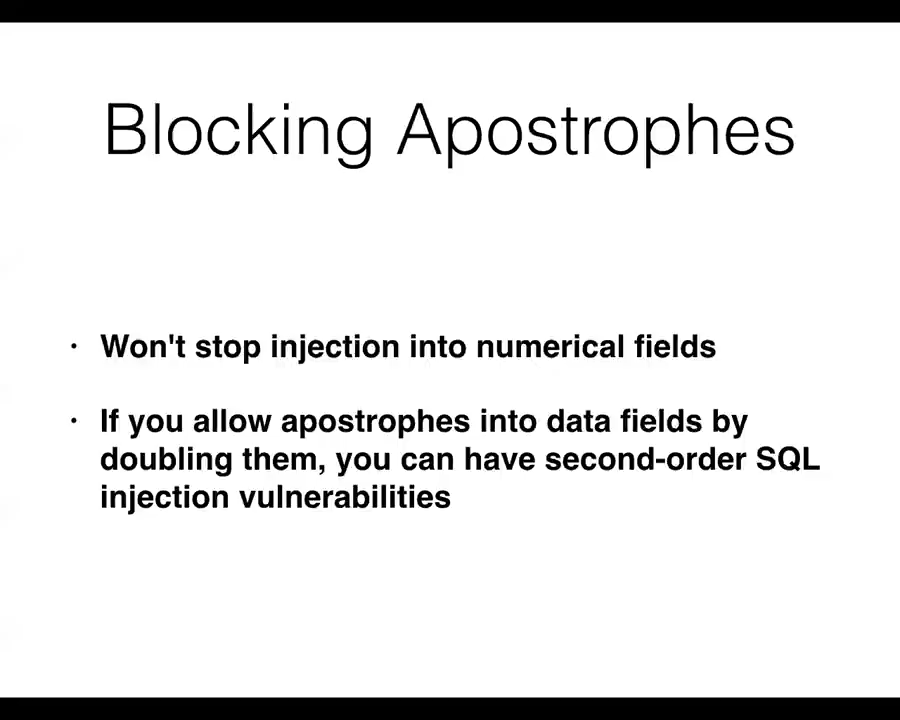 Blocking Apostrophes
• Won't stop injection into numerical fields
• If you allow apostrophes into data fields by
doubling them, you can have second-order SQL
injection vulnerabilities